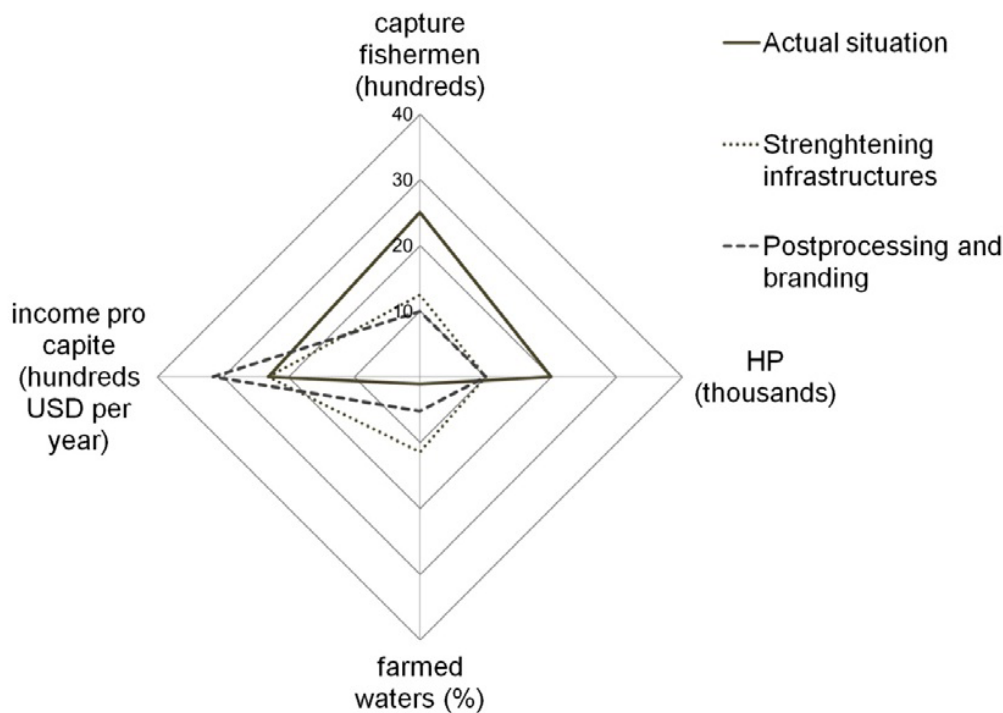 capture
fishermen
(hundreds)
40
30
20
10
income pro
capite
(hundreds
USD per
year)
HP
(thousands)
farmed
waters (%)
Actual situation
Strenghtening
infrastructures
Postprocessing and
branding